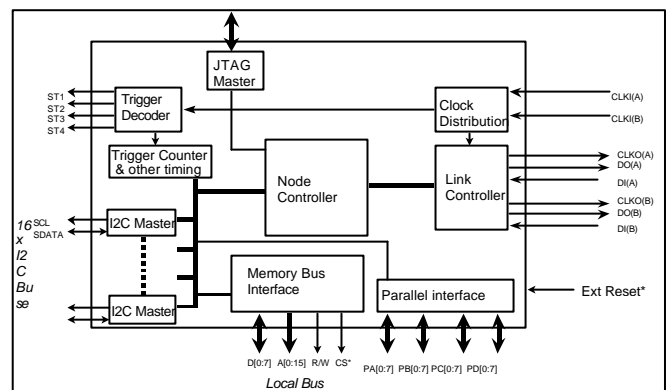 JTAG
Master
ST1
ST2
ST3
ST4
Trigger
Decoder
Clock
Distribution
CLKI(A)
CLKI(B)
Trigger Counter
& other timing
Node
Controller
Link
Controller
CLKO(A)
DO(A)
DI(A)
CLKO(B)
DO(B)
DI(B)
16
x
I2
C
Bu
se
SCL
SDATA
I2C Master
I2C Master
Memory Bus
Interface
Parallel interface
Ext Reset*
D[0:7] A[0:15] R/W CS*
PA[0:7] PB[0:7] PC[0:7] PD[0:7]
Local Bus